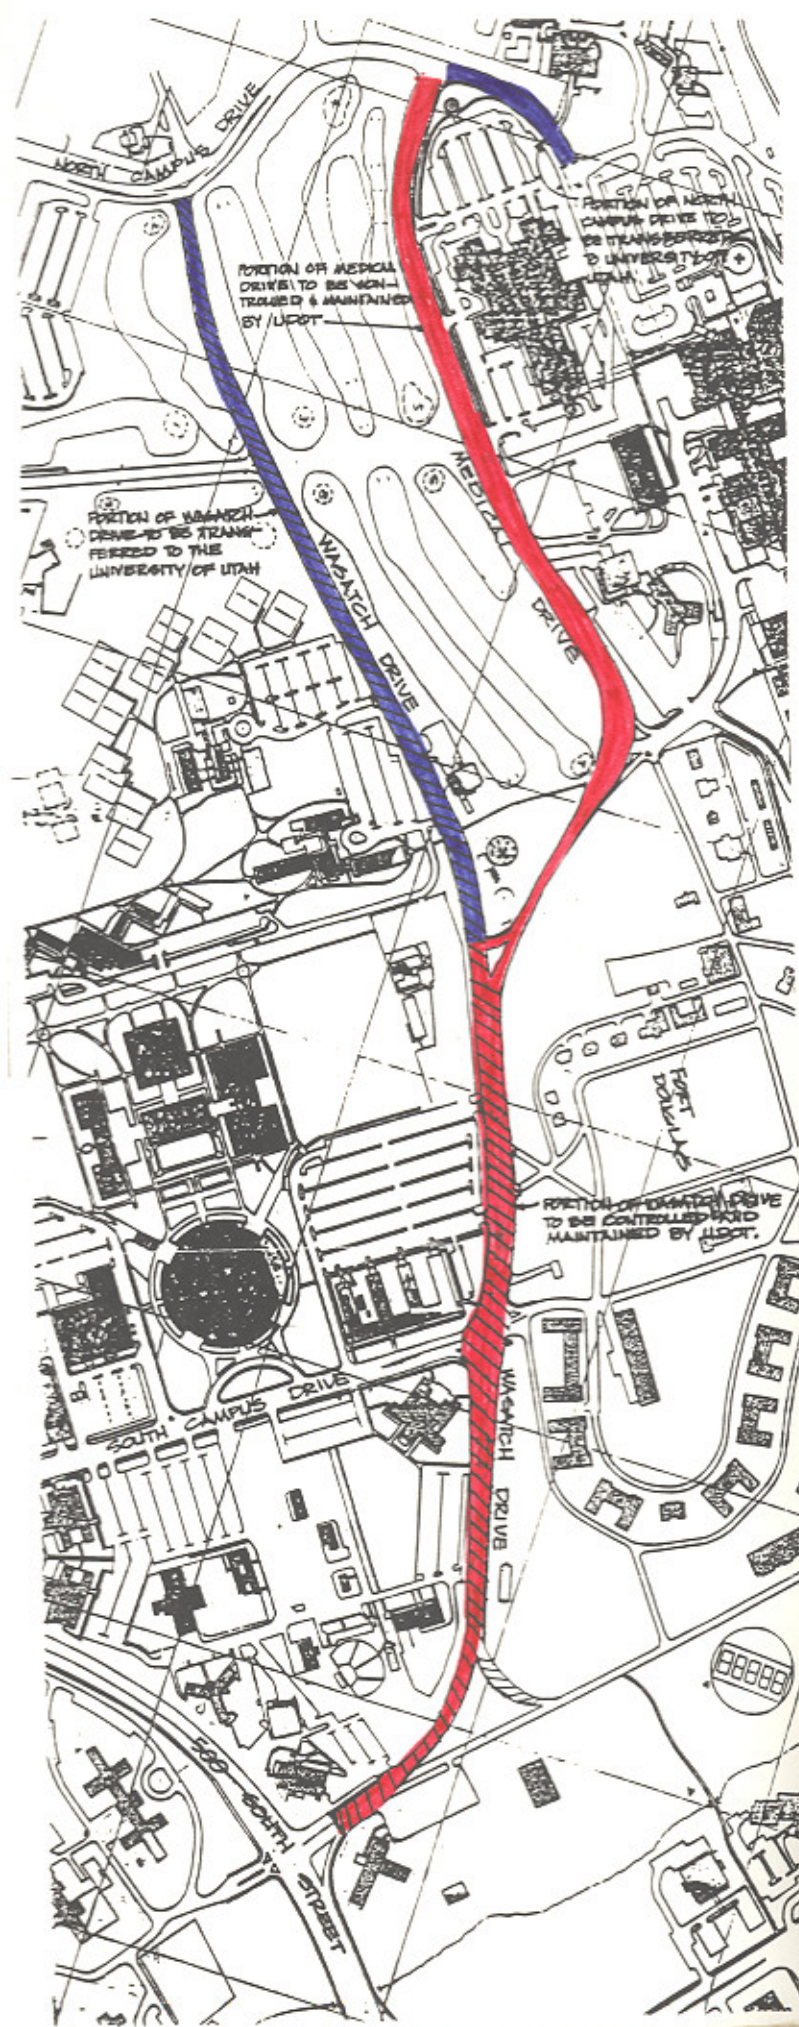 NORTH CAMPUS DRIVE
PORTION OF NORTH
CAMPUS DRIVE TO
BE TRANSFERRED
TO UNIVERSITY OF
UTAH
PORTION OF MEDICAL
DRIVE TO BE CON-
TROLLED & MAINTAINED
BY UDOT
MEDICAL DRIVE
PORTION OF WASATCH
DRIVE TO BE TRANS-
FERRED TO THE
UNIVERSITY OF UTAH
WASATCH DRIVE
FORT
DOUGLAS
PORTION OF WASATCH DRIVE
TO BE CONTROLLED AND
MAINTAINED BY UDOT.
SOUTH CAMPUS DRIVE
WASATCH DRIVE
500 SOUTH STREET